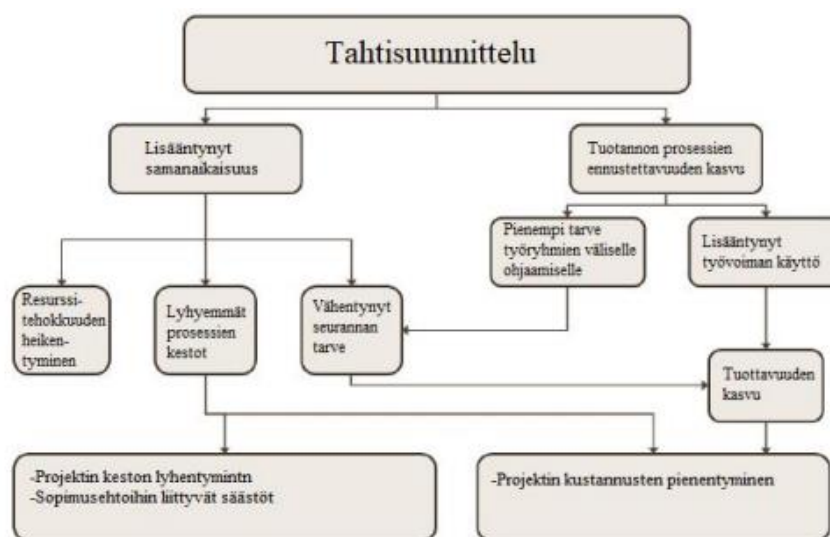 Tahtisuunnittelu
Lisääntynyt
samanaikaisuus
Tuotannon prosessien
ennustettavuuden kasvu
Pienempi tarve
työryhmien väliselle
ohjaamiselle
Lisääntynyt
työvoiman käyttö
Resurssi-
tehokkuuden
heiken-
tyminen
Lyhyemmät
prosessien
kestot
Vähentynyt
seurannan
tarve
Tuottavuuden
kasvu
-Projektin keston lyhentymintn
-Sopimusehtoihin liittyvät säästöt
-Projektin kustannusten pienentyminen